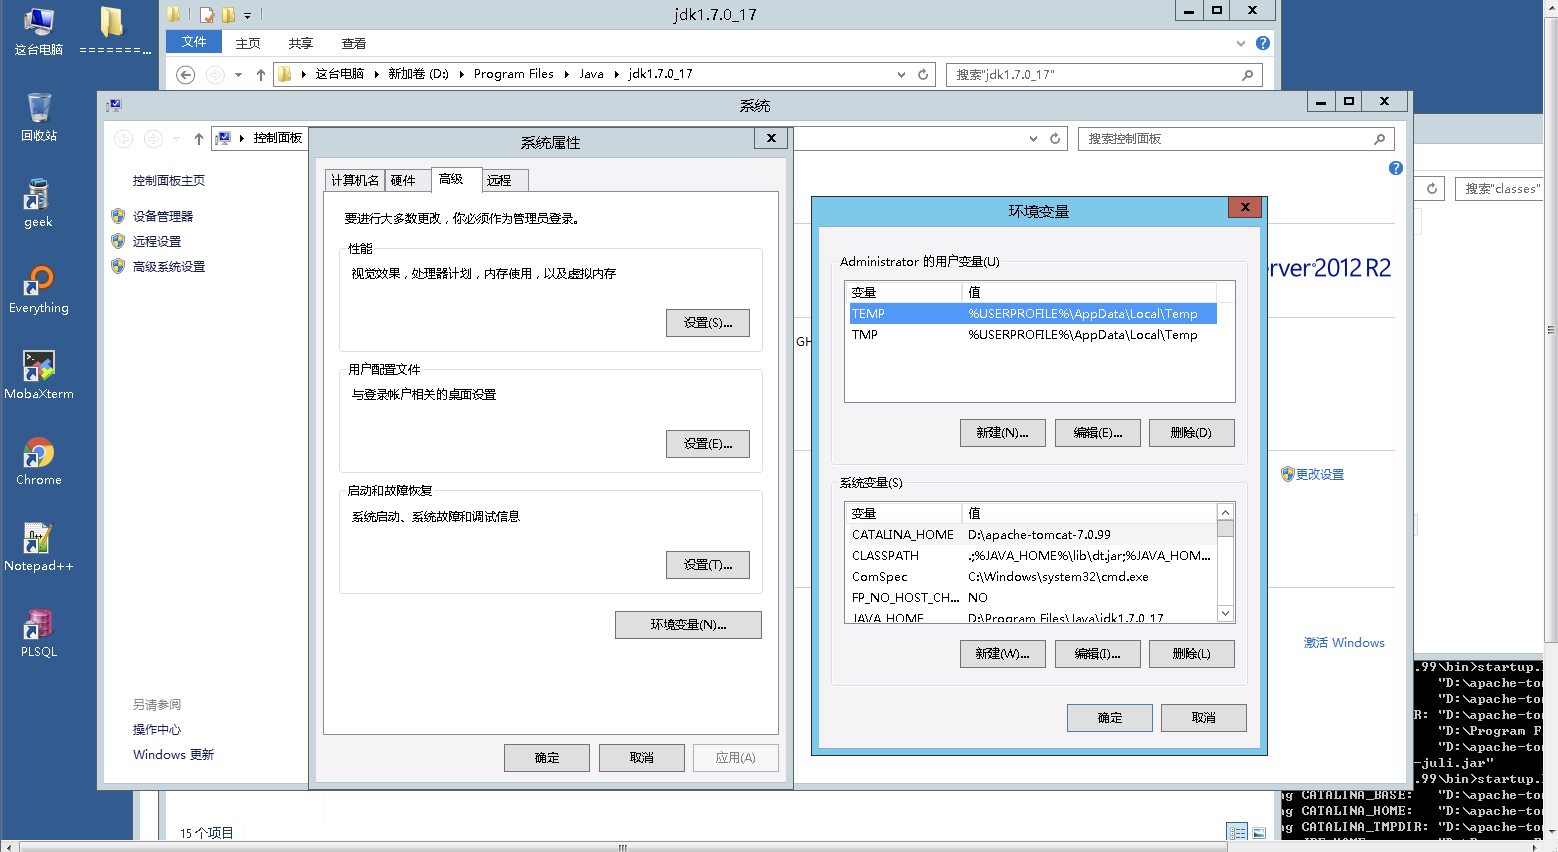 这台电脑
=======...
回收站
geek
Everything
MobaXterm
Chrome
Notepad++
PLSQL
jdk1.7.0_17
文件 主页 共享 查看
这台电脑 新加卷 (D:) Program Files Java jdk1.7.0_17
搜索"jdk1.7.0_17"
系统
控制面板
搜索控制面板
搜索"classes"
控制面板主页
设备管理器
远程设置
高级系统设置
另请参阅
操作中心
Windows 更新
系统属性
计算机名 硬件 高级 远程
要进行大多数更改，你必须作为管理员登录。
性能
视觉效果，处理器计划，内存使用，以及虚拟内存
设置(S)...
用户配置文件
与登录帐户相关的桌面设置
设置(E)...
启动和故障恢复
系统启动、系统故障和调试信息
设置(T)...
环境变量(N)...
确定 取消 应用(A)
GH
环境变量
Administrator 的用户变量(U)
变量 值
TEMP %USERPROFILE%\AppData\Local\Temp
TMP %USERPROFILE%\AppData\Local\Temp
新建(N)... 编辑(E)... 删除(D)
系统变量(S)
变量 值
CATALINA_HOME D:\apache-tomcat-7.0.99
CLASSPATH .;%JAVA_HOME%\lib\dt.jar;%JAVA_HOM...
ComSpec C:\Windows\system32\cmd.exe
FP_NO_HOST_CH... NO
JAVA_HOME D:\Program Files\Java\jdk1.7.0_17
新建(W)... 编辑(I)... 删除(L)
确定 取消
rver2012 R2
更改设置
激活 Windows
.99\bin>startup.
"D:\apache-tom
"D:\apache-tom
R: "D:\apache-tom
"D:\Program F
"D:\apache-tom
-juli.jar"
.99\bin>startup.
ng CATALINA_BASE: "D:\apache-tom
ng CATALINA_HOME: "D:\apache-tom
ng CATALINA_TMPDIR: "D:\apache-tom
15 个项目